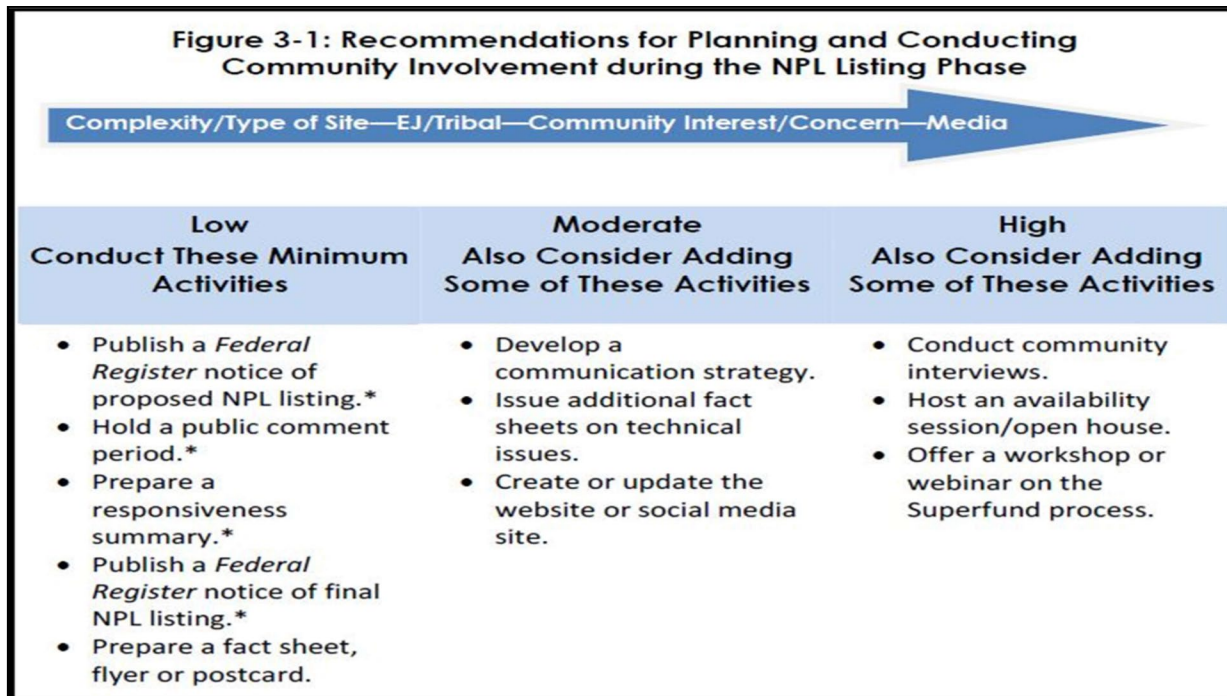 Figure 3-1: Recommendations for Planning and Conducting
Community Involvement during the NPL Listing Phase
Complexity/Type of Site—EJ/Tribal—Community Interest/Concern—Media
Low
Conduct These Minimum
Activities
• Publish a Federal
Register notice of
proposed NPL listing.*
• Hold a public comment
period.*
• Prepare a
responsiveness
summary.*
• Publish a Federal
Register notice of final
NPL listing.*
• Prepare a fact sheet,
flyer or postcard.
Moderate
Also Consider Adding
Some of These Activities
• Develop a
communication strategy.
• Issue additional fact
sheets on technical
issues.
• Create or update the
website or social media
site.
High
Also Consider Adding
Some of These Activities
• Conduct community
interviews.
• Host an availability
session/open house.
• Offer a workshop or
webinar on the
Superfund process.